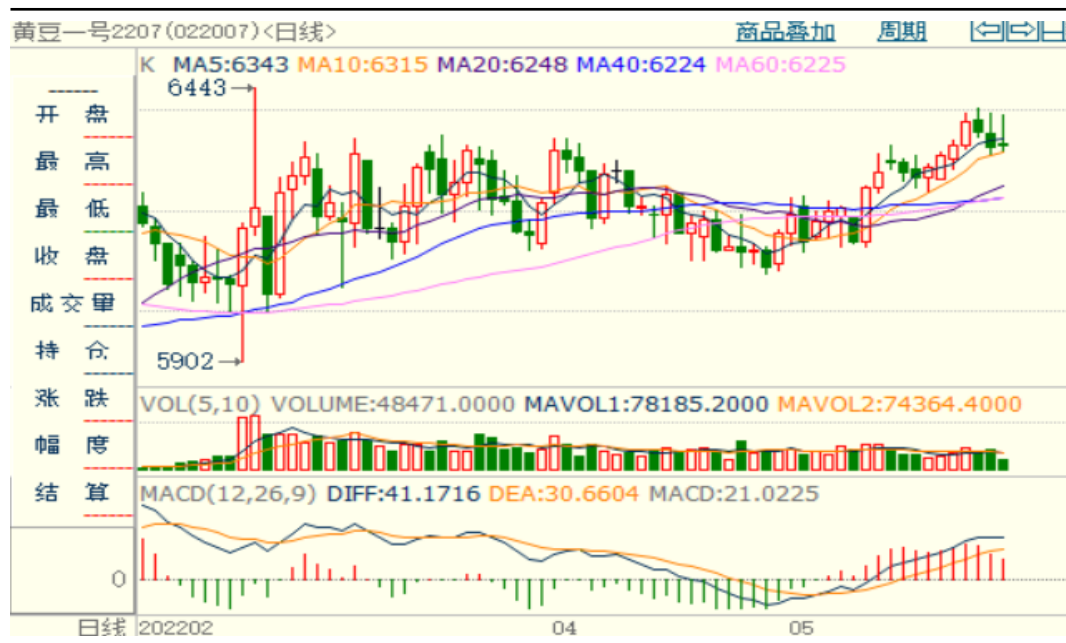 黄豆一号2207(022007)<日线>
商品叠加 周期
K MA5:6343 MA10:6315 MA20:6248 MA40:6224 MA60:6225
6443
开 盘
最 高
最 低
收 盘
成交量
持 仓
5902
涨 跌
VOL(5,10) VOLUME:48471.0000 MAVOL1:78185.2000 MAVOL2:74364.4000
幅 度
结 算
MACD(12,26,9) DIFF:41.1716 DEA:30.6604 MACD:21.0225
0
日线 202202 04 05